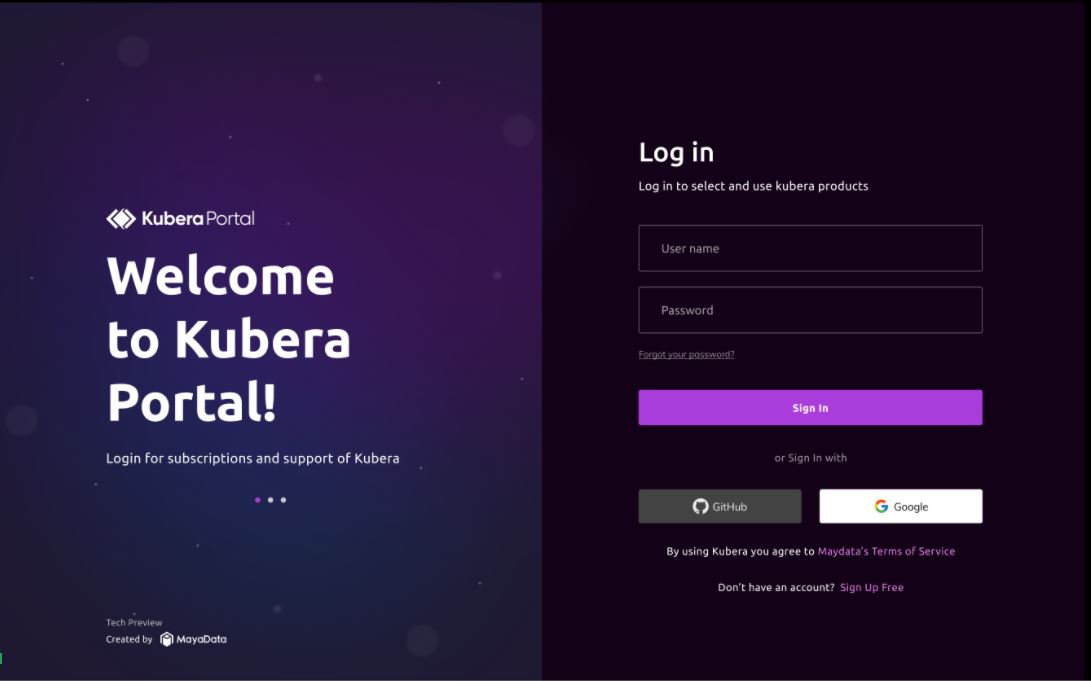 Kubera Portal
Welcome
to Kubera
Portal!
Login for subscriptions and support of Kubera
Tech Preview
Created by MayaData
Log in
Log in to select and use kubera products
User name
Password
Forgot your password?
Sign In
or Sign In with
GitHub
Google
By using Kubera you agree to Maydata's Terms of Service
Don't have an account? Sign Up Free